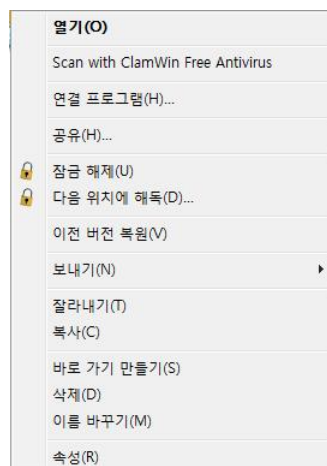 열기(O)
Scan with ClamWin Free Antivirus
연결 프로그램(H)...
공유(H)...
잠금 해제(U)
다음 위치에 해독(D)...
이전 버전 복원(V)
보내기(N)
잘라내기(T)
복사(C)
바로 가기 만들기(S)
삭제(D)
이름 바꾸기(M)
속성(R)